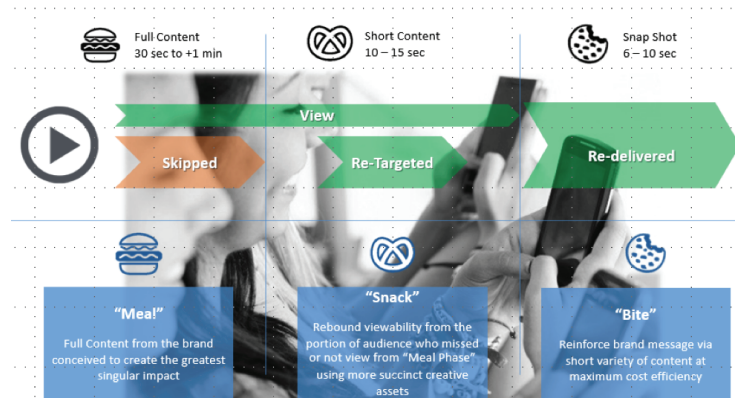 Full Content
30 sec to +1 min
Short Content
10 – 15 sec
Snap Shot
6 – 10 sec
View
Skipped
Re-Targeted
Re-delivered
“Meal”
Full Content from the brand
conceived to create the greatest
singular impact
“Snack”
Rebound viewability from the
portion of audience who missed
or not view from “Meal Phase”
using more succinct creative
assets
“Bite”
Reinforce brand message via
short variety of content at
maximum cost efficiency